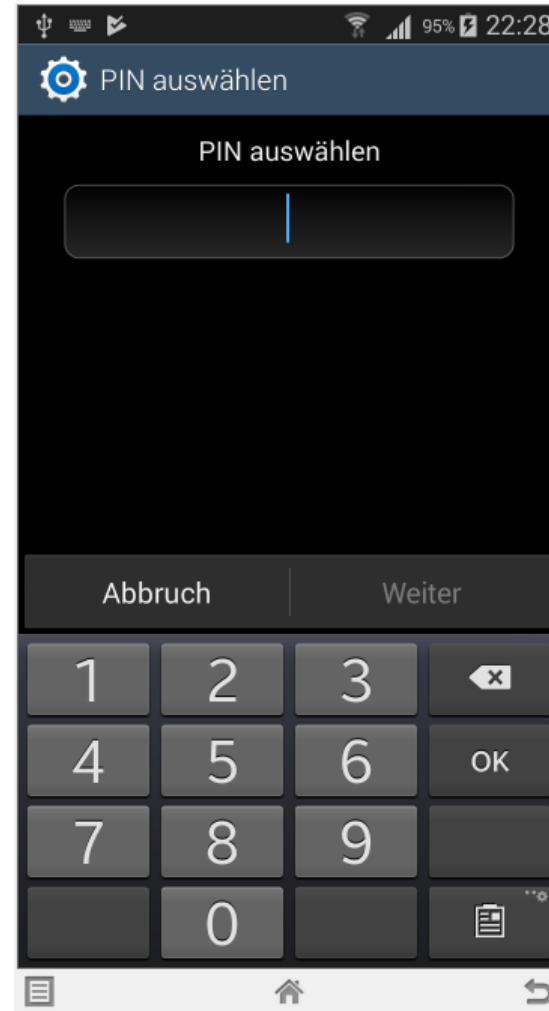 95% 22:28
PIN auswählen
PIN auswählen
Abbruch Weiter
1 2 3
4 5 6 OK
7 8 9
0